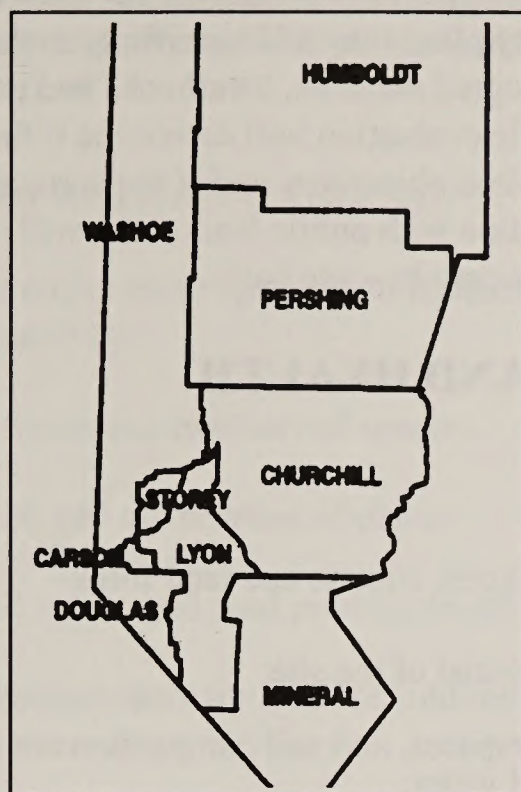 HUMBOLDT
WASHOE
PERSHING
CHURCHILL
STOREY
CARSON
LYON
DOUGLAS
MINERAL